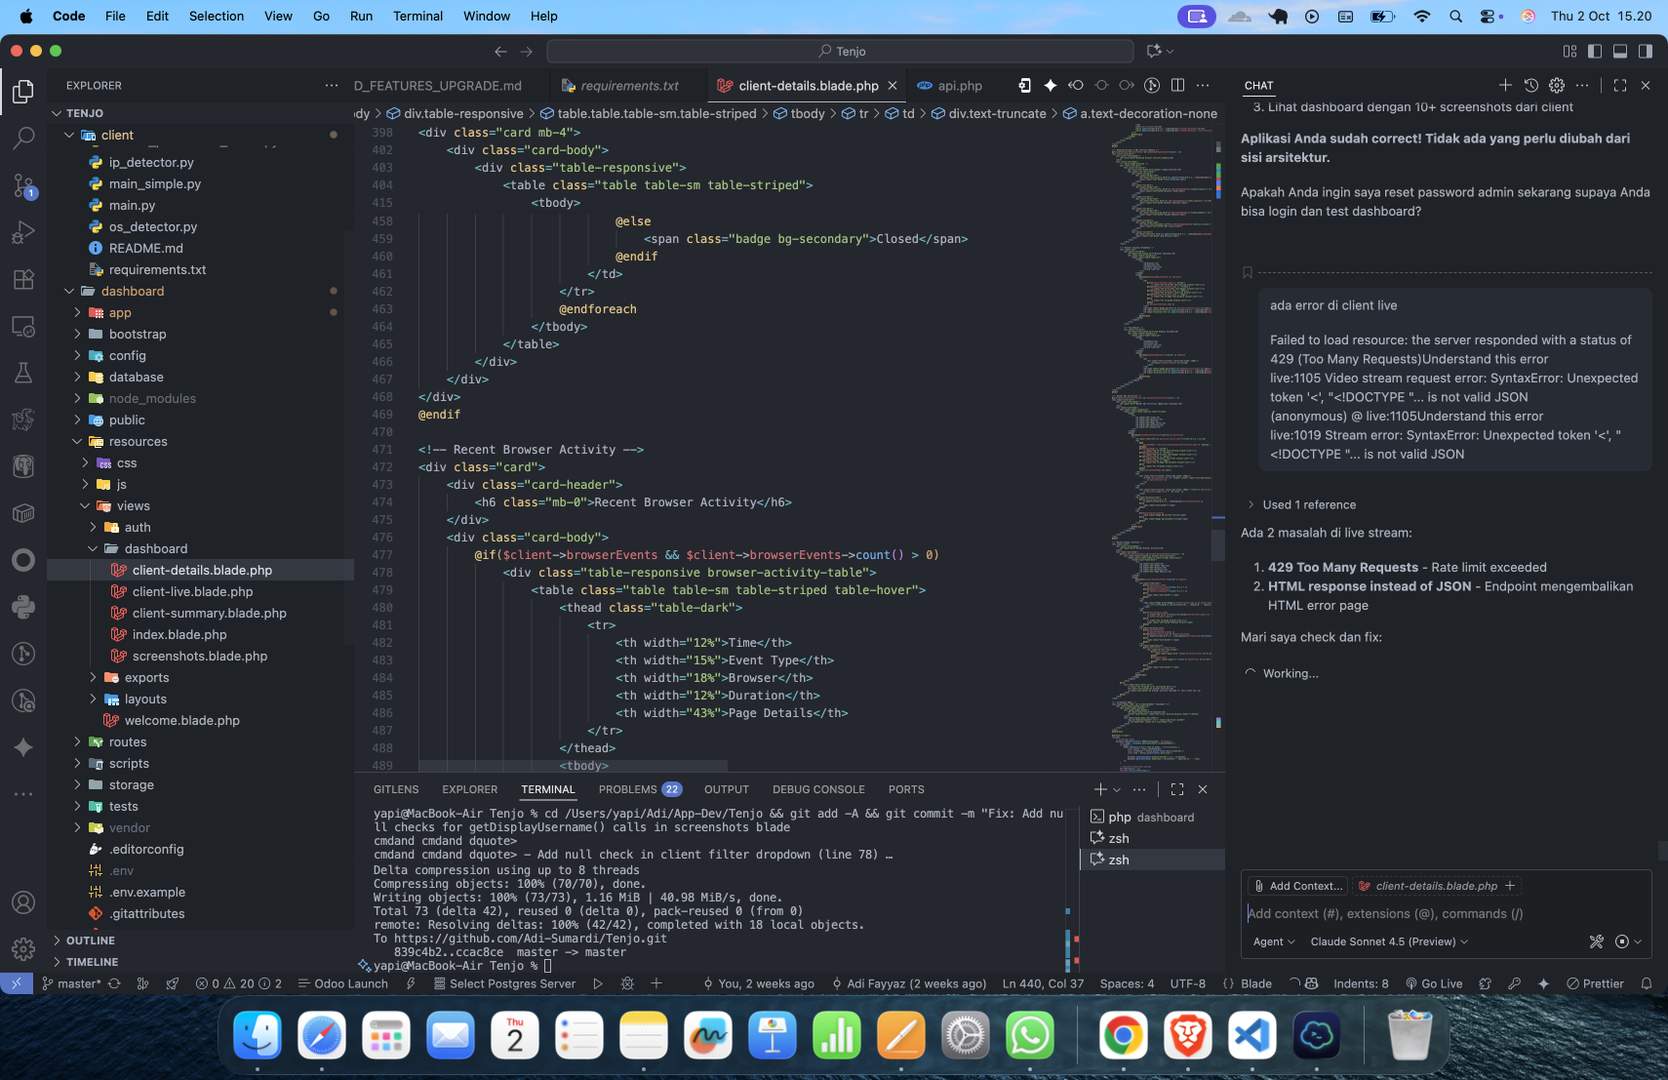 Code File Edit Selection View Go Run Terminal Window Help
Thu 2 Oct 15.20
Tenjo
EXPLORER
TENJO
client
ip_detector.py
main_simple.py
main.py
os_detector.py
README.md
requirements.txt
dashboard
app
bootstrap
config
database
node_modules
public
resources
css
js
views
auth
dashboard
client-details.blade.php
client-live.blade.php
client-summary.blade.php
index.blade.php
screenshots.blade.php
exports
layouts
welcome.blade.php
routes
scripts
storage
tests
vendor
.editorconfig
.env
.env.example
.gitattributes
OUTLINE
TIMELINE
D_FEATURES_UPGRADE.md requirements.txt client-details.blade.php api.php
dy > div.table-responsive > table.table.table-sm.table-striped > tbody > tr > td > div.text-truncate > a.text-decoration-none
398 <div class="card mb-4">
402 <div class="card-body">
403 <div class="table-responsive">
404 <table class="table table-sm table-striped">
415 <tbody>
458 @else
459 <span class="badge bg-secondary">Closed</span>
460 @endif
461 </td>
462 </tr>
463 @endforeach
464 </tbody>
465 </table>
466 </div>
467 </div>
468 </div>
469 @endif
470
471 <!-- Recent Browser Activity -->
472 <div class="card">
473 <div class="card-header">
474 <h6 class="mb-0">Recent Browser Activity</h6>
475 </div>
476 <div class="card-body">
477 @if($client->browserEvents && $client->browserEvents->count() > 0)
478 <div class="table-responsive browser-activity-table">
479 <table class="table table-sm table-striped table-hover">
480 <thead class="table-dark">
481 <tr>
482 <th width="12%">Time</th>
483 <th width="15%">Event Type</th>
484 <th width="18%">Browser</th>
485 <th width="12%">Duration</th>
486 <th width="43%">Page Details</th>
487 </tr>
488 </thead>
489 <tbody>
GITLENS EXPLORER TERMINAL PROBLEMS 22 OUTPUT DEBUG CONSOLE PORTS
yapi@MacBook-Air Tenjo % cd /Users/yapi/Adi/App-Dev/Tenjo && git add -A && git commit -m "Fix: Add nu
ll checks for getDisplayUsername() calls in screenshots blade
cmdand cmdand dquote>
cmdand cmdand dquote> - Add null check in client filter dropdown (line 78) …
Delta compression using up to 8 threads
Compressing objects: 100% (70/70), done.
Writing objects: 100% (73/73), 1.16 MiB | 40.98 MiB/s, done.
Total 73 (delta 42), reused 0 (delta 0), pack-reused 0 (from 0)
remote: Resolving deltas: 100% (42/42), completed with 18 local objects.
To https://github.com/Adi-Sumardi/Tenjo.git
839c4b2..ccac8ce master -> master
yapi@MacBook-Air Tenjo %
php dashboard
zsh
zsh
CHAT
3. Lihat dashboard dengan 10+ screenshots dari client
Aplikasi Anda sudah correct! Tidak ada yang perlu diubah dari
sisi arsitektur.
Apakah Anda ingin saya reset password admin sekarang supaya Anda
bisa login dan test dashboard?
ada error di client live
Failed to load resource: the server responded with a status of
429 (Too Many Requests)Understand this error
live:1105 Video stream request error: SyntaxError: Unexpected
token '<', "<!DOCTYPE "... is not valid JSON
(anonymous) @ live:1105Understand this error
live:1019 Stream error: SyntaxError: Unexpected token '<', "
<!DOCTYPE "... is not valid JSON
Used 1 reference
Ada 2 masalah di live stream:
1. 429 Too Many Requests - Rate limit exceeded
2. HTML response instead of JSON - Endpoint mengembalikan
HTML error page
Mari saya check dan fix:
Working...
Add Context... client-details.blade.php
Add context (#), extensions (@), commands (/)
Agent Claude Sonnet 4.5 (Preview)
master* 0 20 2 Odoo Launch Select Postgres Server You, 2 weeks ago Adi Fayyaz (2 weeks ago) Ln 440, Col 37 Spaces: 4 UTF-8 Blade Indents: 8 Go Live Prettier
1
Thu
2